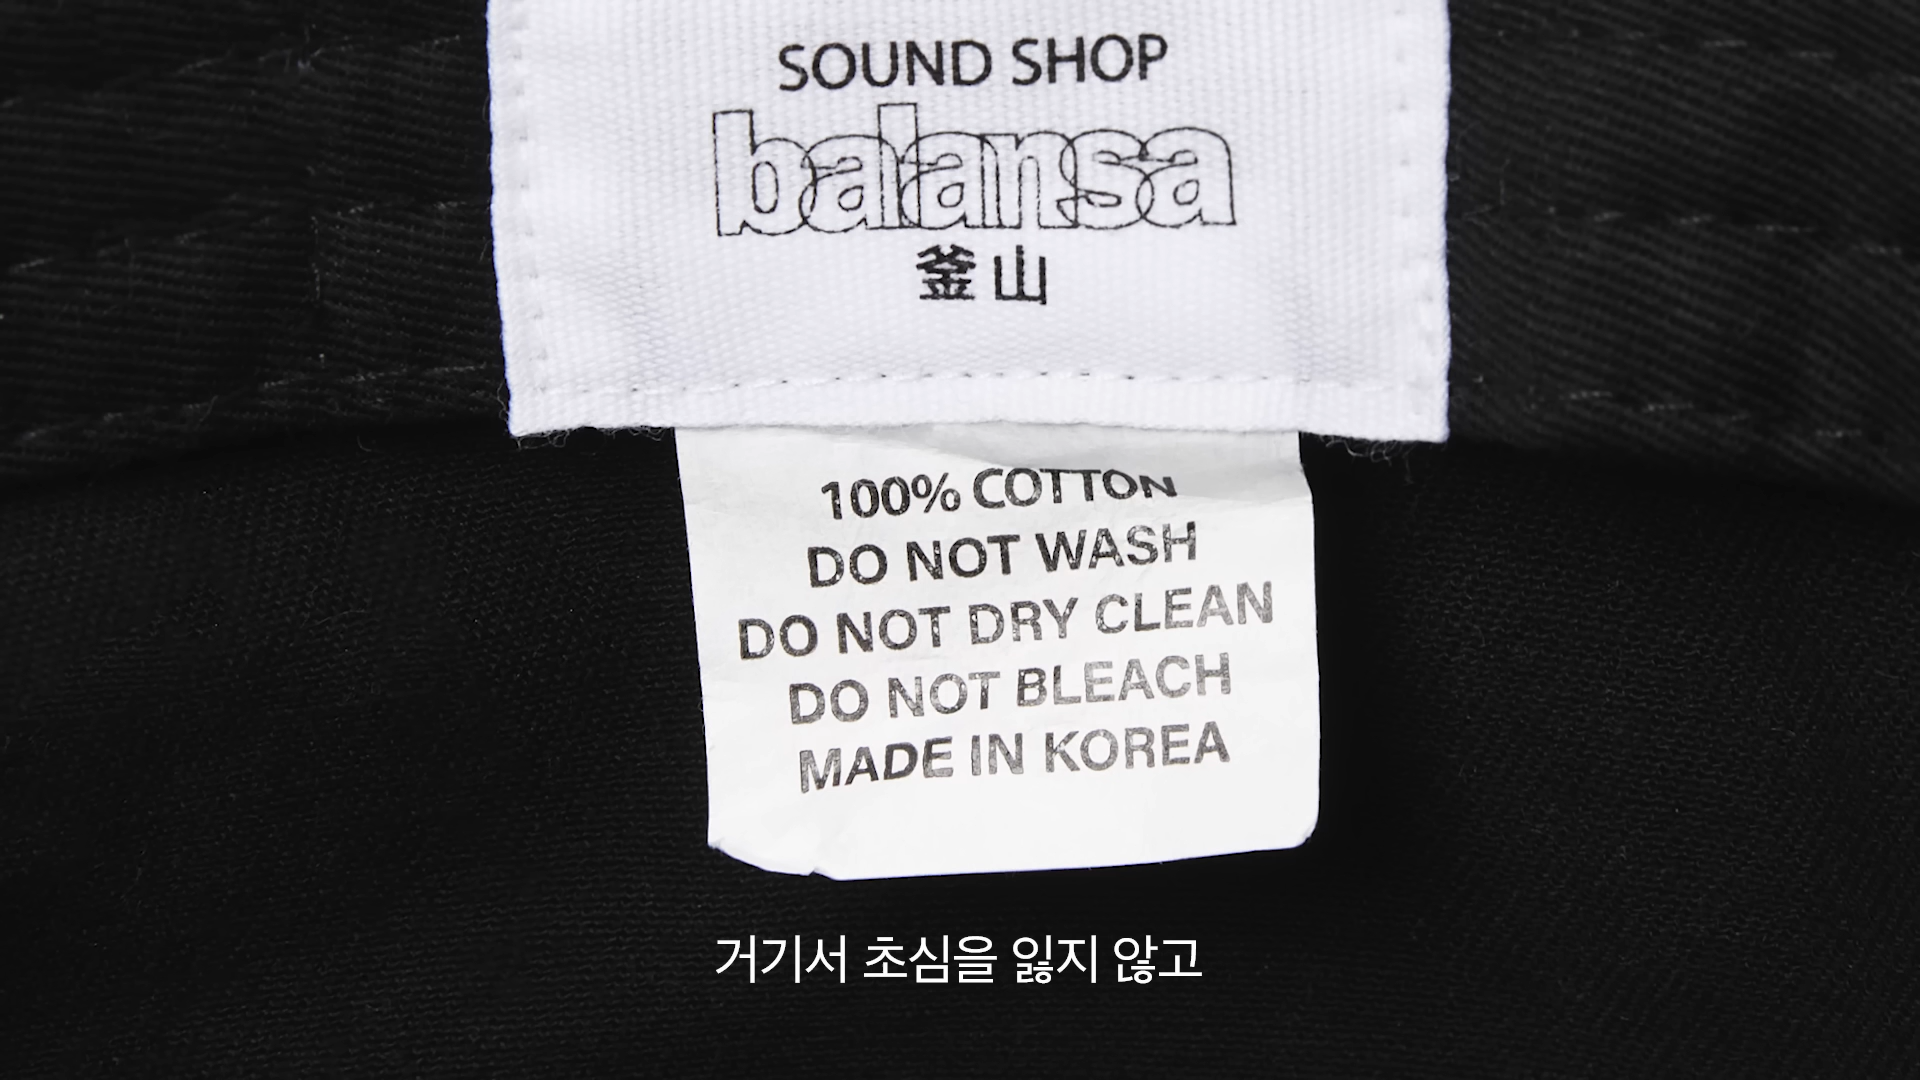 SOUND SHOP
balansa
釜山
100% COTTON
DO NOT WASH
DO NOT DRY CLEAN
DO NOT BLEACH
MADE IN KOREA
거기서 초심을 잃지 않고